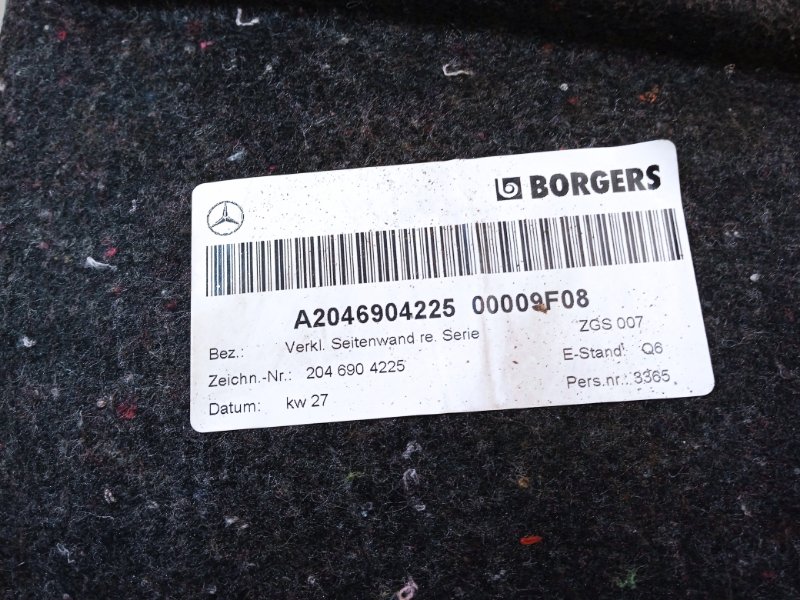 BORGERS
A2046904225 00009F08
Bez.: Verkl. Seitenwand re. Serie ZGS 007
Zeichn.-Nr.: 204 690 4225 E-Stand: Q6
Datum: kw 27 Pers.nr.: 3365